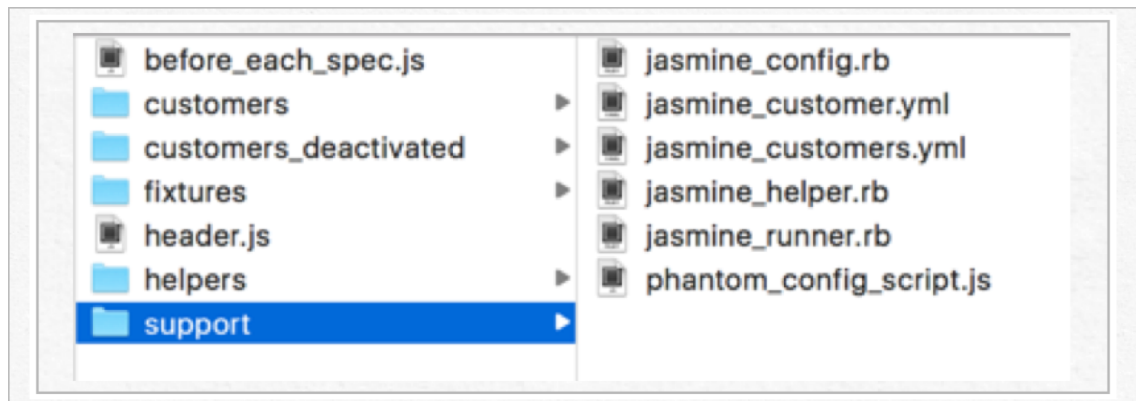 before_each_spec.js
customers
customers_deactivated
fixtures
header.js
helpers
support
jasmine_config.rb
jasmine_customer.yml
jasmine_customers.yml
jasmine_helper.rb
jasmine_runner.rb
phantom_config_script.js